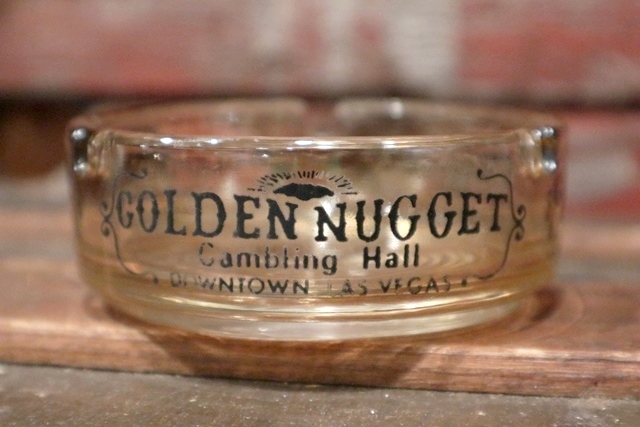 GOLDEN NUGGET
Gambling Hall
DOWNTOWN LAS VEGAS